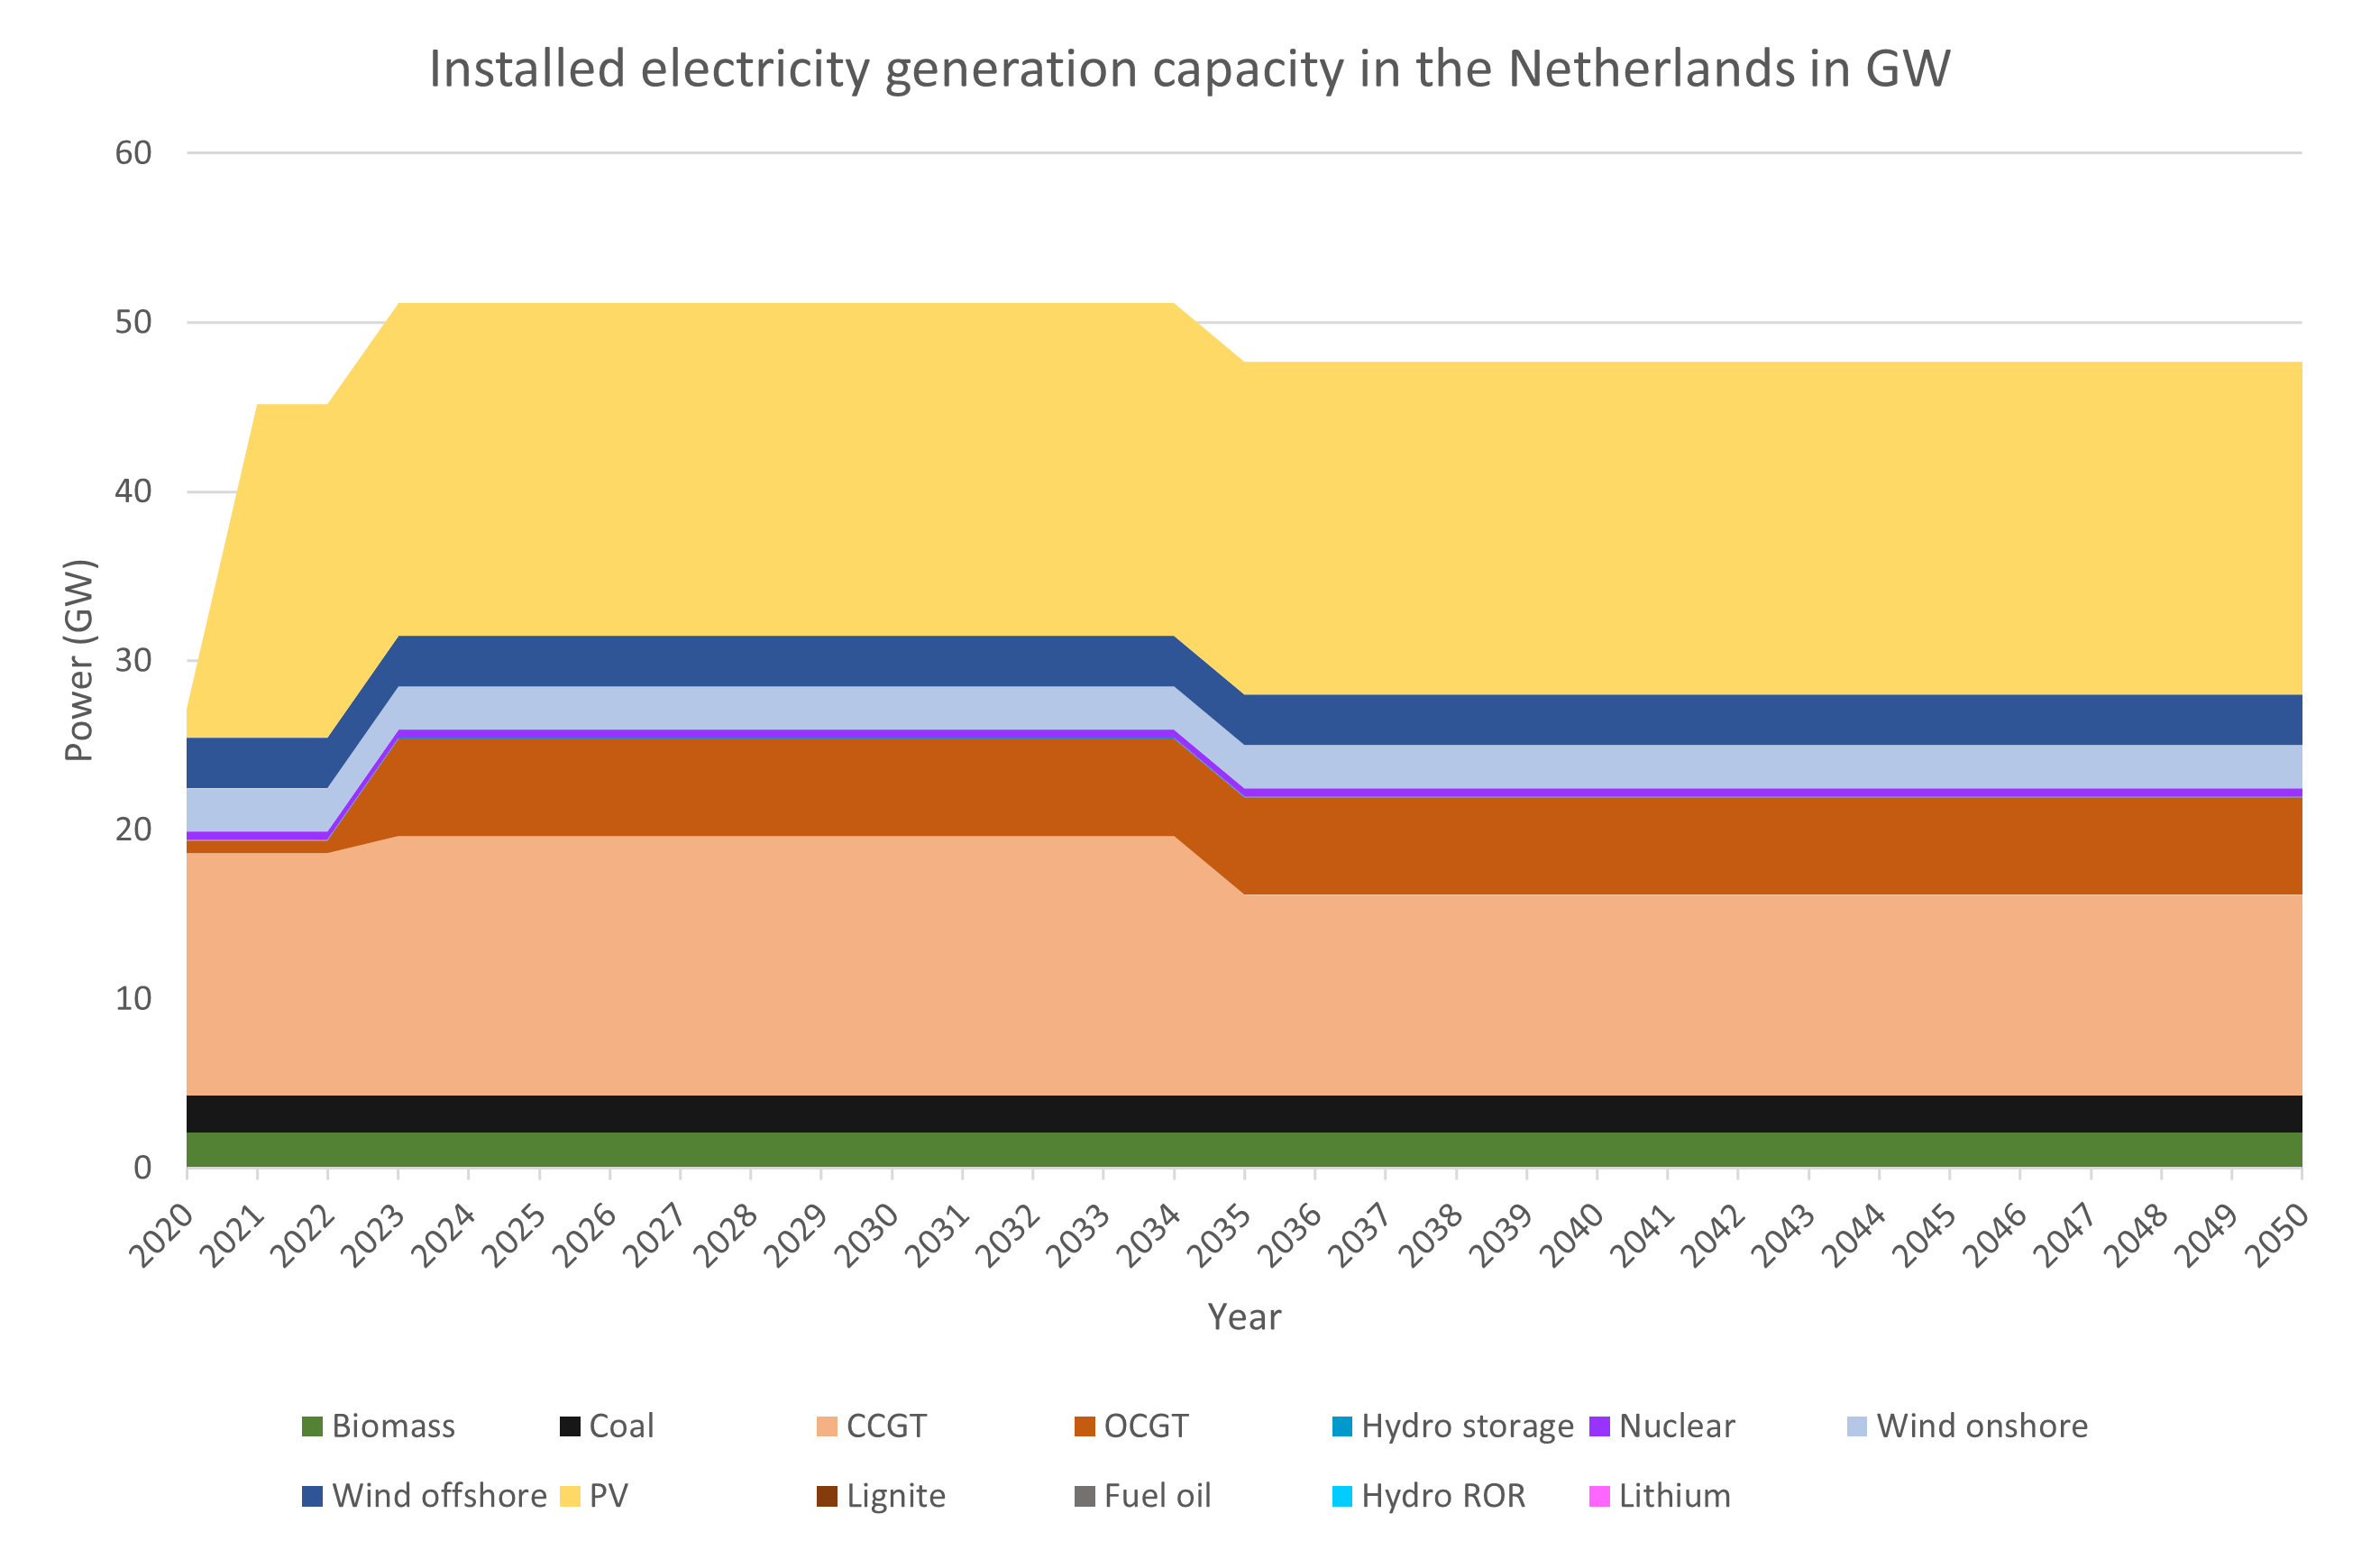 Installed electricity generation capacity in the Netherlands in GW
60
50
40
30
20
10
0
Power (GW)
2020 2021 2022 2023 2024 2025 2026 2027 2028 2029 2030 2031 2032 2033 2034 2035 2036 2037 2038 2039 2040 2041 2042 2043 2044 2045 2046 2047 2048 2049 2050
Year
Biomass Coal CCGT OCGT Hydro storage Nuclear Wind onshore
Wind offshore PV Lignite Fuel oil Hydro ROR Lithium